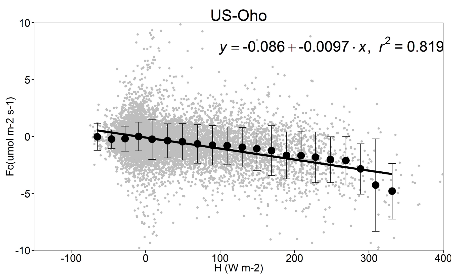 US-Oho
y = -0.086 + -0.0097 · x, r² = 0.819
10
5
0
-5
-10
Fc(umol m-2 s-1)
-100
0
100
200
300
400
H (W m-2)